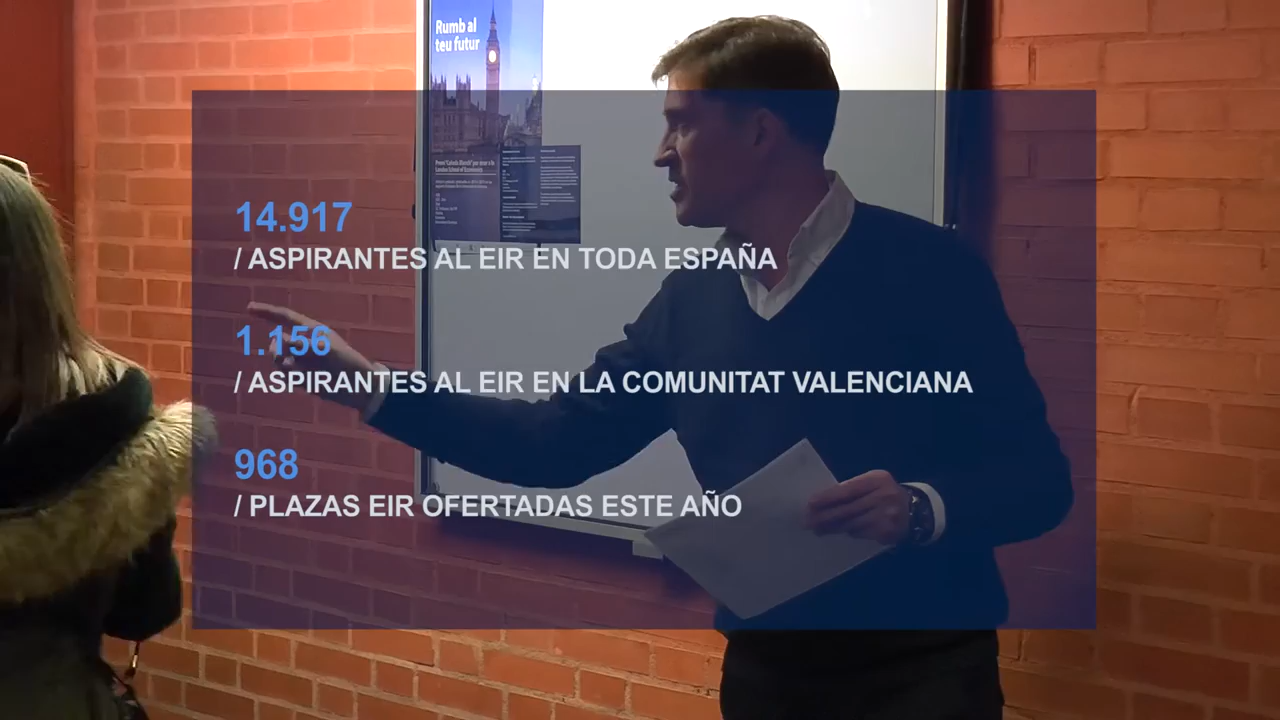 Rumb al
teu futur
14.917
/ ASPIRANTES AL EIR EN TODA ESPAÑA
1.156
/ ASPIRANTES AL EIR EN LA COMUNITAT VALENCIANA
968
/ PLAZAS EIR OFERTADAS ESTE AÑO